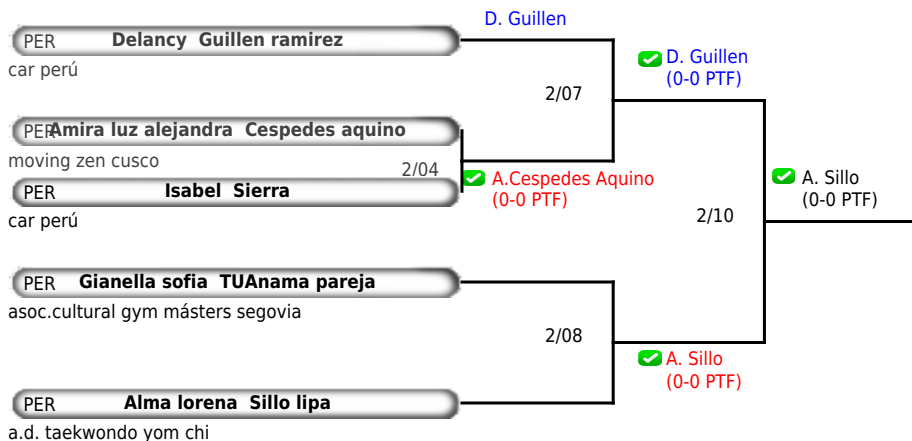 D. Guillen
PER Delancy Guillen ramirez
car perú
D. Guillen
(0-0 PTF)
2/07
PER Amira luz alejandra Cespedes aquino
moving zen cusco
2/04
A.Cespedes Aquino
(0-0 PTF)
PER Isabel Sierra
car perú
A. Sillo
(0-0 PTF)
2/10
PER Gianella sofia TUAnama pareja
asoc.cultural gym másters segovia
2/08
A. Sillo
(0-0 PTF)
PER Alma lorena Sillo lipa
a.d. taekwondo yom chi